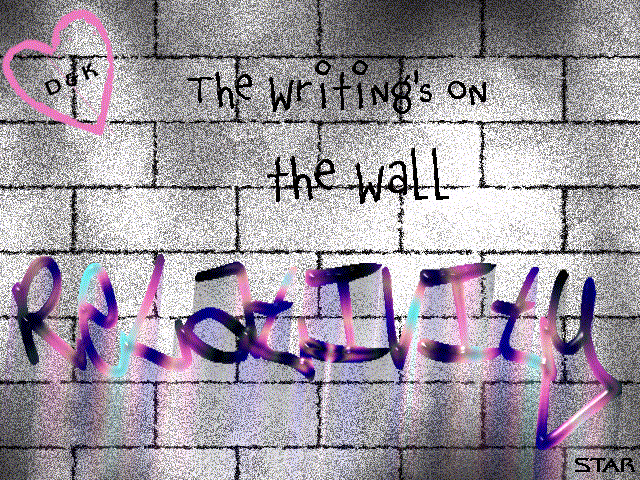 DEK
The writing's on
the wall
RELATIVITY
STAR